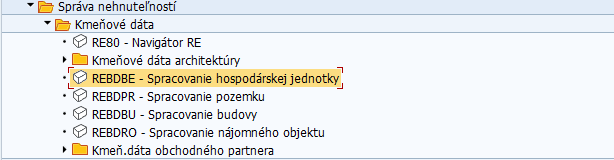 Správa nehnuteľností
Kmeňové dáta
RE80 - Navigátor RE
Kmeňové dáta architektúry
REBDBE - Spracovanie hospodárskej jednotky
REBDPR - Spracovanie pozemku
REBDBU - Spracovanie budovy
REBDRO - Spracovanie nájomného objektu
Kmeň.dáta obchodného partnera